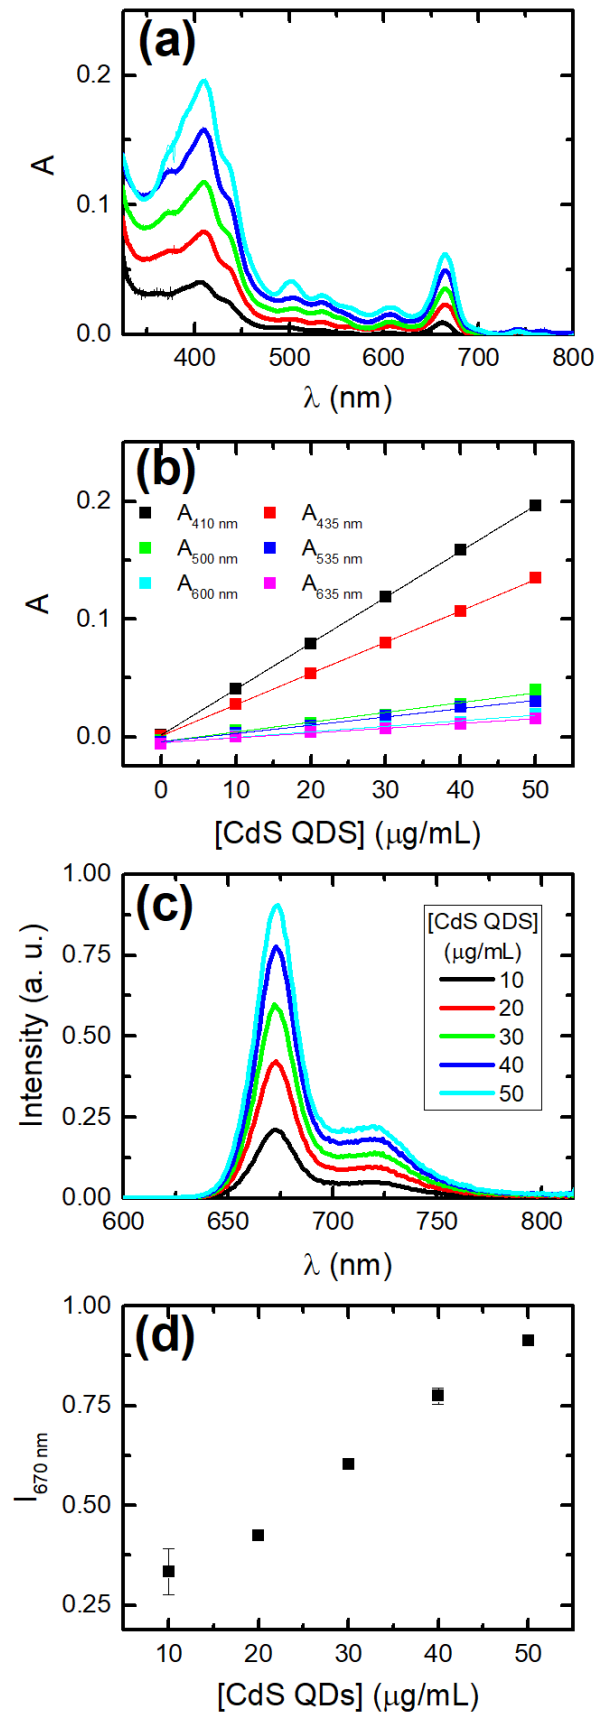 (a)
0.2
0.1
0.0
A
400 500 600 700 800
λ (nm)
(b)
A410 nm A435 nm
A500 nm A535 nm
A600 nm A635 nm
0.2
0.1
0.0
A
0 10 20 30 40 50
[CdS QDS] (μg/mL)
(c)
1.00
0.75
0.50
0.25
0.00
Intensity (a. u.)
[CdS QDS]
(μg/mL)
10
20
30
40
50
600 650 700 750 800
λ (nm)
(d)
1.00
0.75
0.50
0.25
I670 nm
10 20 30 40 50
[CdS QDs] (μg/mL)